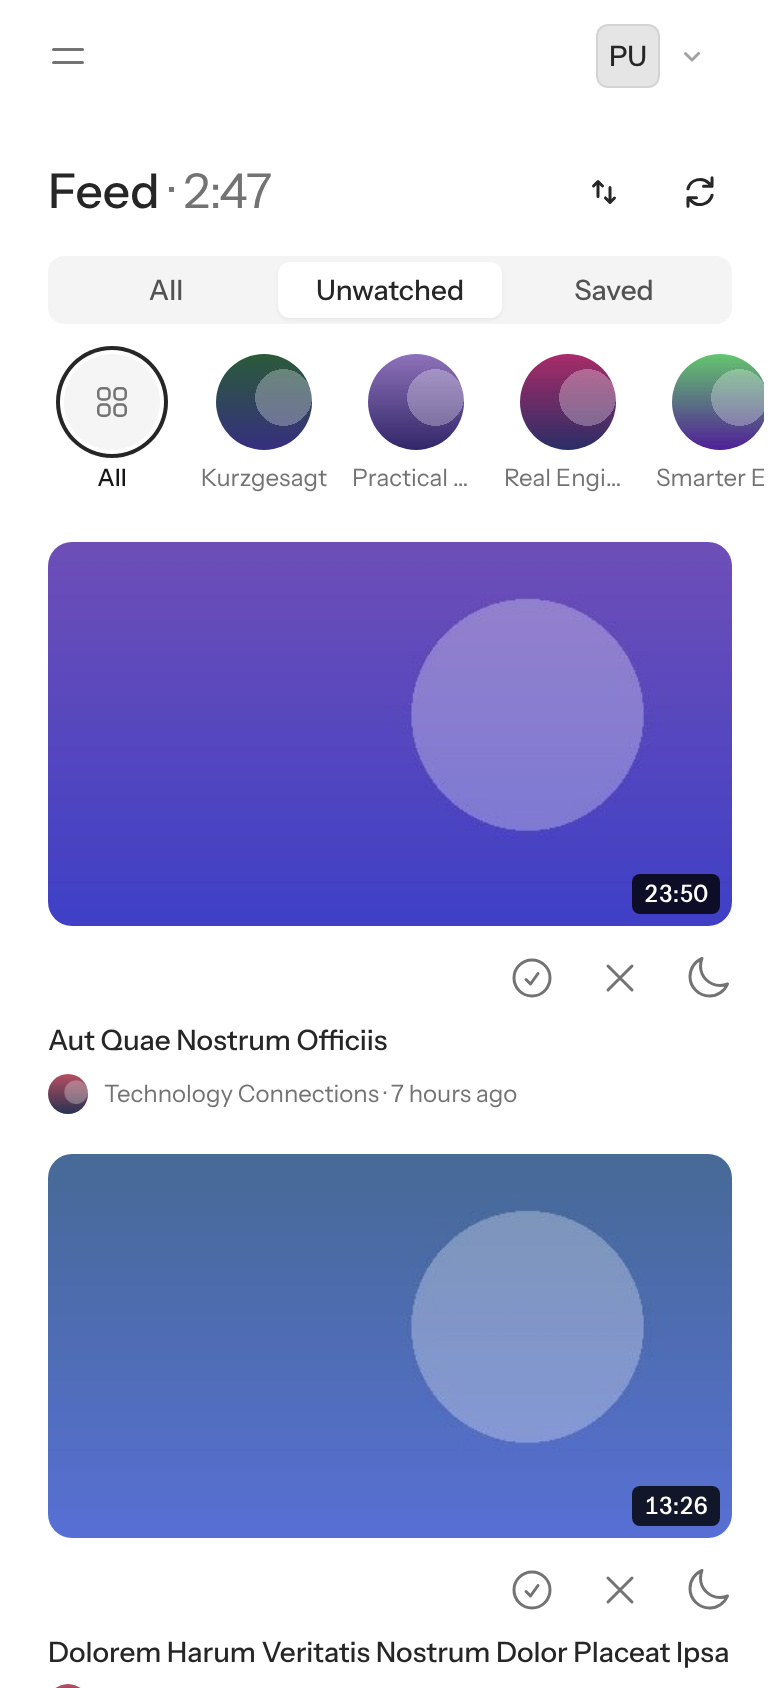 PU
Feed · 2:47
All Unwatched Saved
All Kurzgesagt Practical ... Real Engi... Smarter E
23:50
Aut Quae Nostrum Officiis
Technology Connections · 7 hours ago
13:26
Dolorem Harum Veritatis Nostrum Dolor Placeat Ipsa